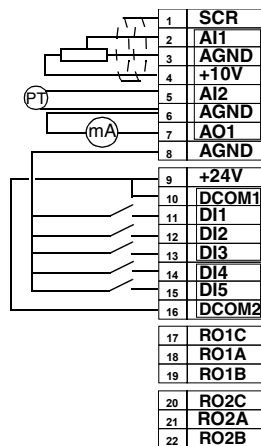 1 SCR
2 AI1
3 AGND
4 +10V
PT 5 AI2
6 AGND
mA 7 AO1
8 AGND
9 +24V
10 DCOM1
11 DI1
12 DI2
13 DI3
14 DI4
15 DI5
16 DCOM2
17 RO1C
18 RO1A
19 RO1B
20 RO2C
21 RO2A
22 RO2B